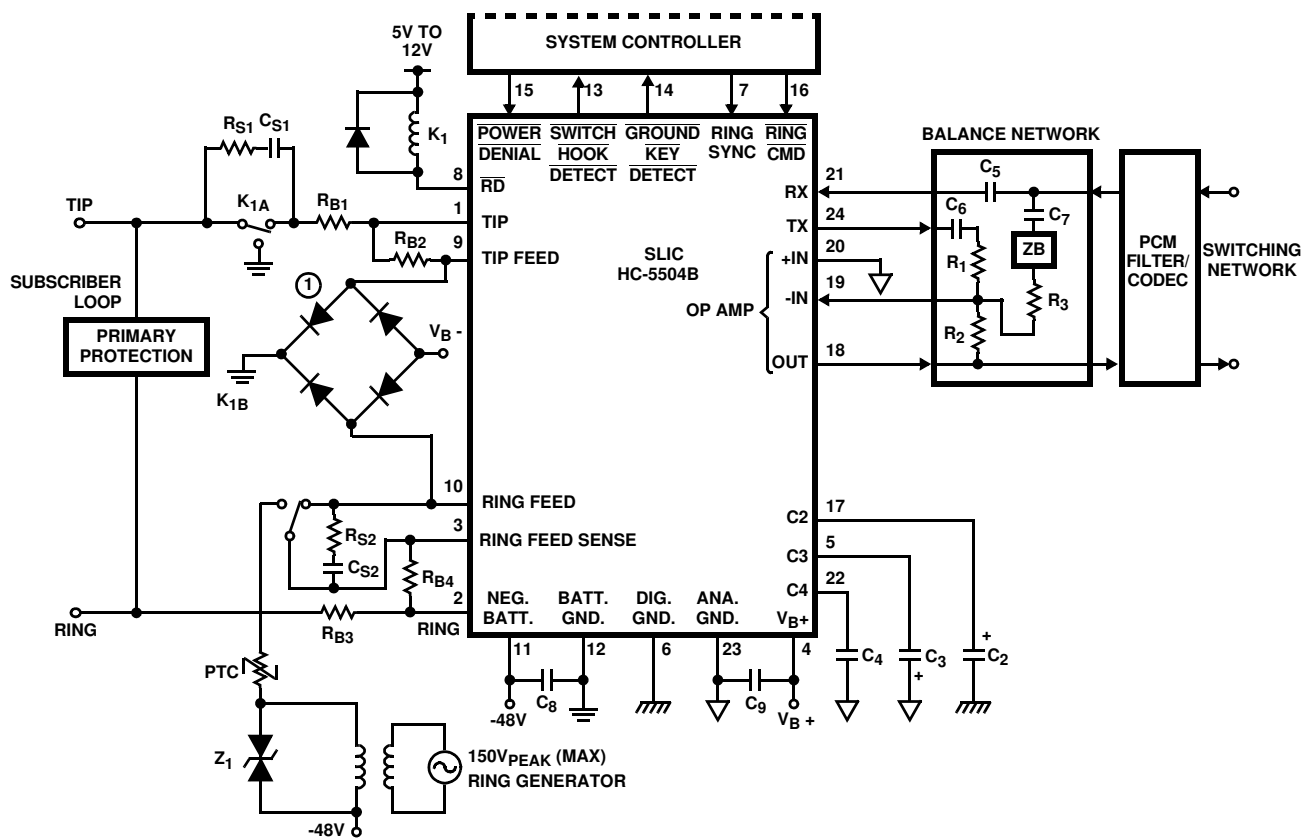 5V TO
12V
SYSTEM CONTROLLER
15
13
14
7
16
RS1
CS1
K1
POWER
DENIAL
SWITCH
HOOK
DETECT
GROUND
KEY
DETECT
RING
SYNC
RING
CMD
BALANCE NETWORK
8
RD
21
RX
C5
TIP
K1A
RB1
1
TIP
24
TX
C6
C7
RB2
9
TIP FEED
SLIC
HC-5504B
20
+IN
R1
ZB
PCM
FILTER/
CODEC
SWITCHING
NETWORK
SUBSCRIBER
LOOP
1
OP AMP
19
-IN
R3
PRIMARY
PROTECTION
VB -
R2
18
OUT
K1B
10
RING FEED
17
C2
RS2
3
RING FEED SENSE
5
C3
CS2
RB4
22
C4
2
RING
RB3
RING
NEG.
BATT.
BATT.
GND.
DIG.
GND.
ANA.
GND.
VB+
11
12
6
23
4
C4
C3
+
+
C2
PTC
C8
-48V
C9
VB +
Z1
150VPEAK (MAX)
RING GENERATOR
-48V